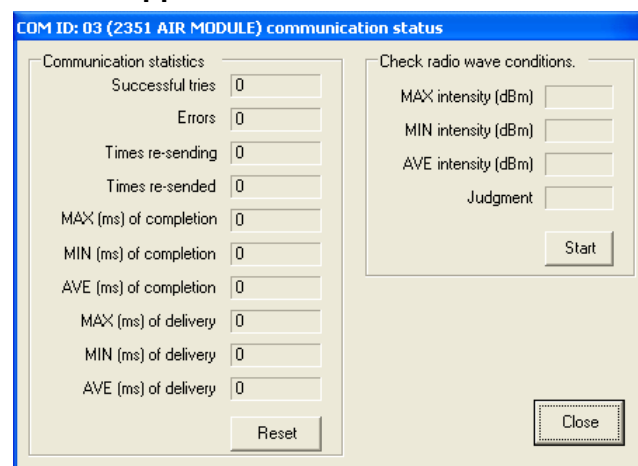 COM ID: 03 (2351 AIR MODULE) communication status
Communication statistics
Successful tries 0
Errors 0
Times re-sending 0
Times re-sended 0
MAX (ms) of completion 0
MIN (ms) of completion 0
AVE (ms) of completion 0
MAX (ms) of delivery 0
MIN (ms) of delivery 0
AVE (ms) of delivery 0
Reset
Check radio wave conditions.
MAX intensity (dBm)
MIN intensity (dBm)
AVE intensity (dBm)
Judgment
Start
Close